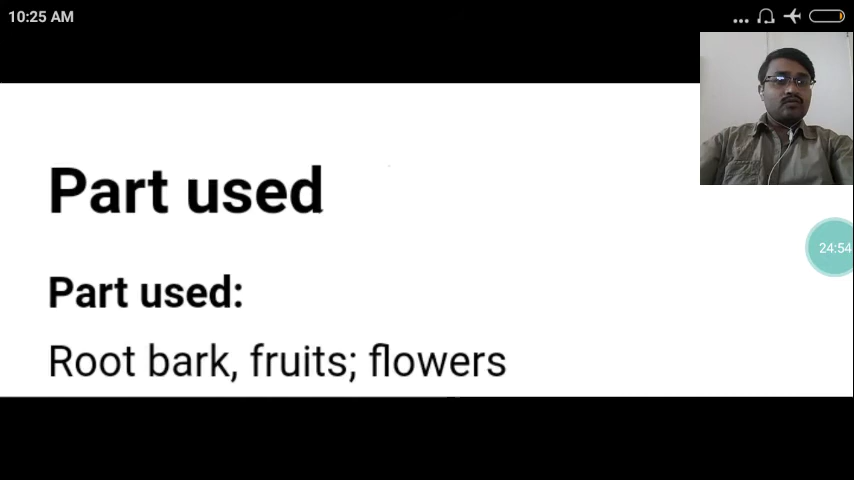 10:25 AM
Part used
24:54
Part used:
Root bark, fruits; flowers